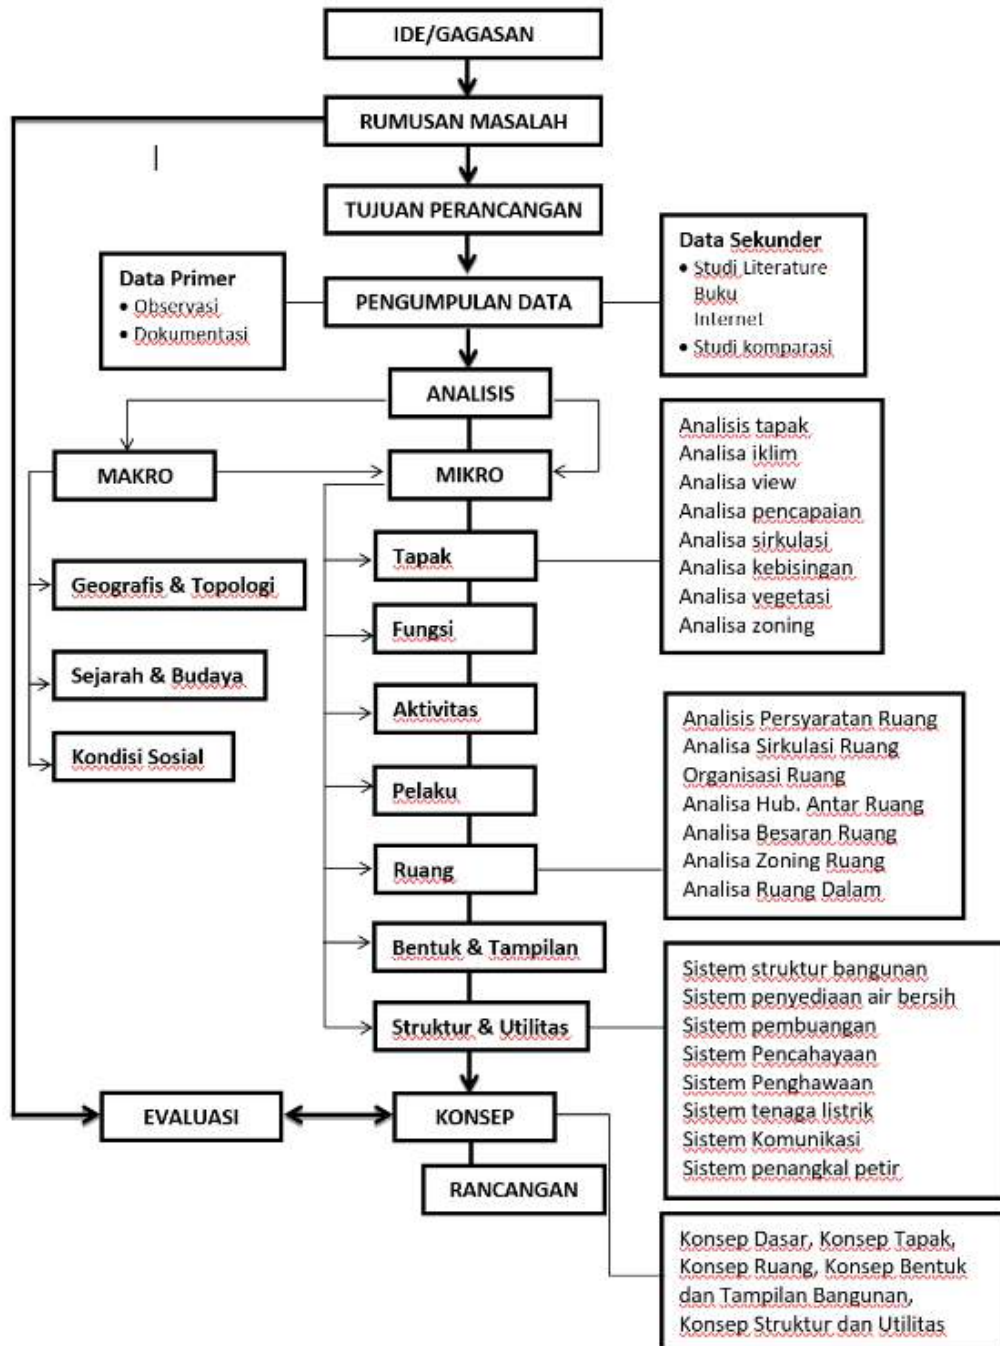 IDE/GAGASAN
RUMUSAN MASALAH
TUJUAN PERANCANGAN
Data Primer
• Observasi
• Dokumentasi
PENGUMPULAN DATA
Data Sekunder
• Studi Literature
Buku
Internet
• Studi komparasi
ANALISIS
MAKRO
MIKRO
Geografis & Topologi
Sejarah & Budaya
Kondisi Sosial
Tapak
Fungsi
Aktivitas
Pelaku
Ruang
Bentuk & Tampilan
Struktur & Utilitas
Analisis tapak
Analisa iklim
Analisa view
Analisa pencapaian
Analisa sirkulasi
Analisa kebisingan
Analisa vegetasi
Analisa zoning
Analisis Persyaratan Ruang
Analisa Sirkulasi Ruang
Organisasi Ruang
Analisa Hub. Antar Ruang
Analisa Besaran Ruang
Analisa Zoning Ruang
Analisa Ruang Dalam
Sistem struktur bangunan
Sistem penyediaan air bersih
Sistem pembuangan
Sistem Pencahayaan
Sistem Penghawaan
Sistem tenaga listrik
Sistem Komunikasi
Sistem penangkal petir
EVALUASI
KONSEP
RANCANGAN
Konsep Dasar, Konsep Tapak,
Konsep Ruang, Konsep Bentuk
dan Tampilan Bangunan,
Konsep Struktur dan Utilitas